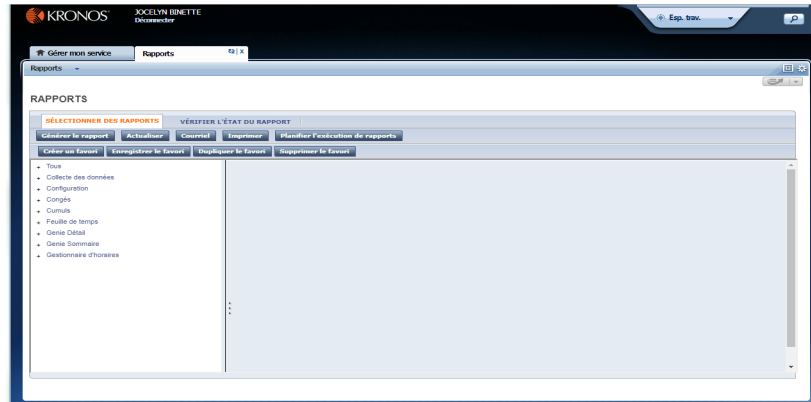 KRONOS
JOCELYN BINETTE
Déconnecter
Esp. trav.
Gérer mon service
Rapports
X
Rapports
RAPPORTS
SÉLECTIONNER DES RAPPORTS
VÉRIFIER L'ÉTAT DU RAPPORT
Générer le rapport Actualiser Courriel Imprimer Planifier l'exécution de rapports
Créer un favori Enregistrer le favori Dupliquer le favori Supprimer le favori
+ Tous
+ Collecte des données
+ Configuration
+ Congés
+ Cumuls
+ Feuille de temps
+ Genie Détail
+ Genie Sommaire
+ Gestionnaire d'horaires